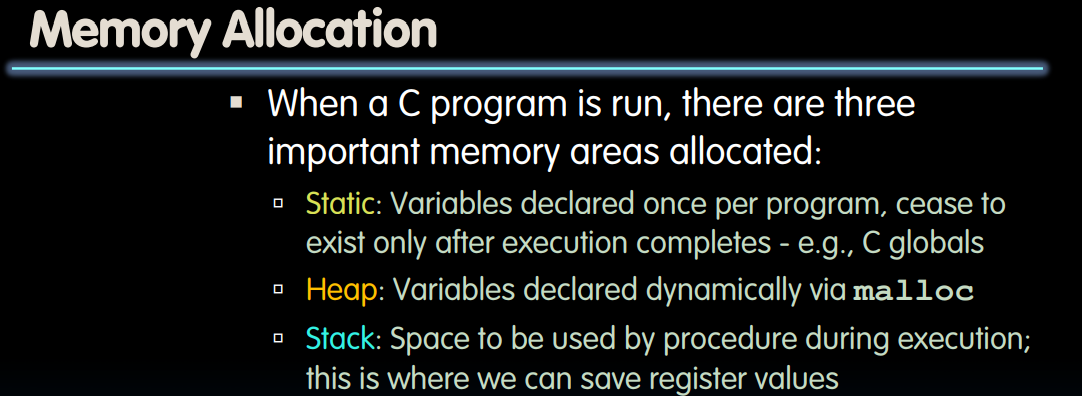 Memory Allocation
▪ When a C program is run, there are three
important memory areas allocated:
▫ Static: Variables declared once per program, cease to
exist only after execution completes - e.g., C globals
▫ Heap: Variables declared dynamically via malloc
▫ Stack: Space to be used by procedure during execution;
this is where we can save register values